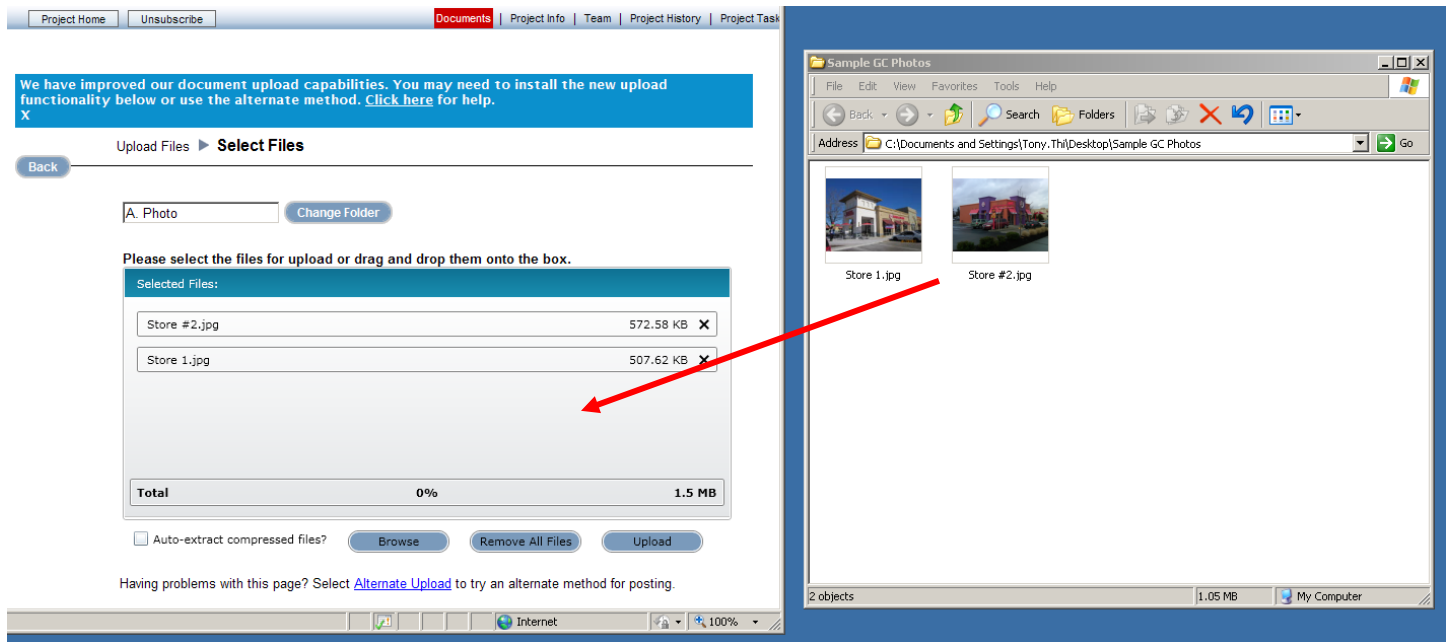 Project Home Unsubscribe Documents | Project Info | Team | Project History | Project Task
We have improved our document upload capabilities. You may need to install the new upload
functionality below or use the alternate method. Click here for help.
X
Upload Files ▶ Select Files
Back
A. Photo Change Folder
Please select the files for upload or drag and drop them onto the box.
Selected Files:
Store #2.jpg 572.58 KB X
Store 1.jpg 507.62 KB X
Total 0% 1.5 MB
Auto-extract compressed files? Browse Remove All Files Upload
Having problems with this page? Select Alternate Upload to try an alternate method for posting.
Internet 100%
Sample GC Photos
File Edit View Favorites Tools Help
Back Search Folders
Address C:\Documents and Settings\Tony.Thi\Desktop\Sample GC Photos Go
Store 1.jpg Store #2.jpg
2 objects 1.05 MB My Computer